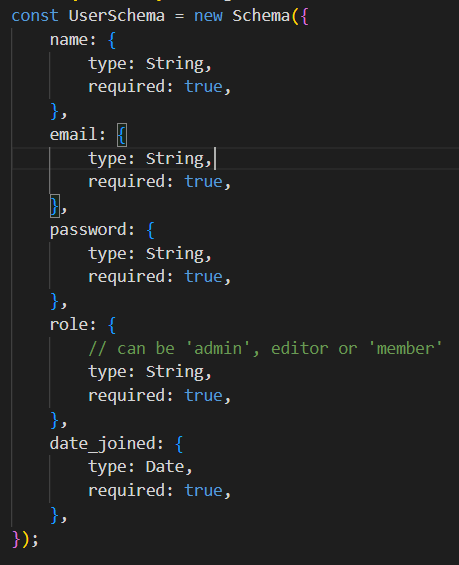 const UserSchema = new Schema({
    name: {
        type: String,
        required: true,
    },
    email: {
        type: String,
        required: true,
    },
    password: {
        type: String,
        required: true,
    },
    role: {
        // can be 'admin', editor or 'member'
        type: String,
        required: true,
    },
    date_joined: {
        type: Date,
        required: true,
    },
});